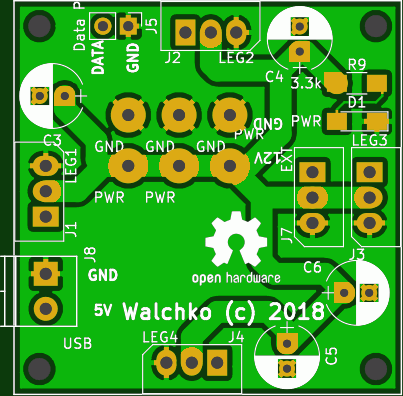 Data P
DATA
GND
J5
J2
LEG2
C4
3.3k
R9
D1
PWR
LEG3
C3
GND
GND
GND
GND
PWR
12V
LEG1
EXT
PWR
PWR
J1
J7
J3
J8
GND
open hardware
C6
5V
Walchko (c) 2018
USB
LEG4
J4
C5